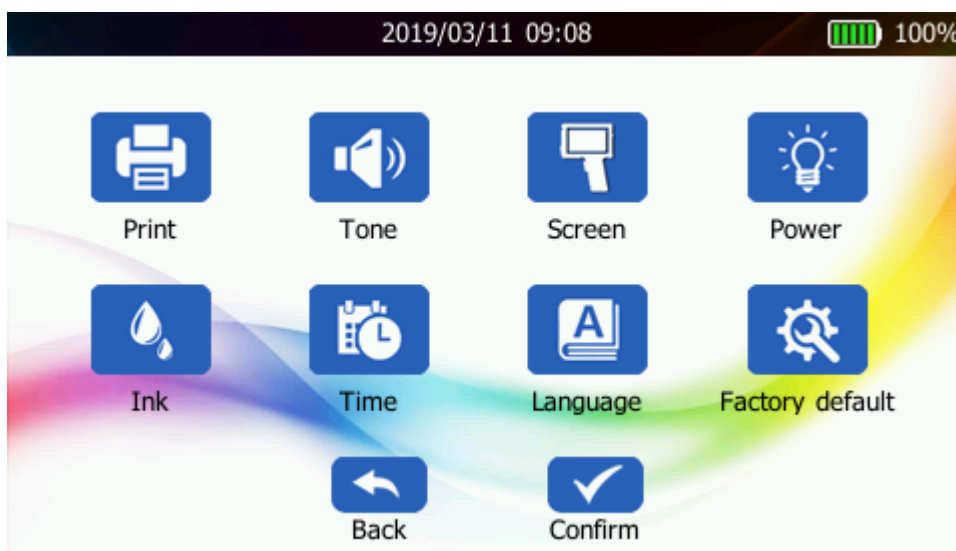 2019/03/11 09:08 100%
Print Tone Screen Power
A
Ink Time Language Factory default
Back Confirm